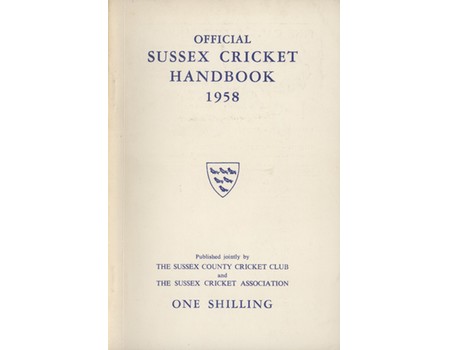 OFFICIAL
SUSSEX CRICKET
HANDBOOK
1958
Published jointly by
THE SUSSEX COUNTY CRICKET CLUB
and
THE SUSSEX CRICKET ASSOCIATION
ONE SHILLING